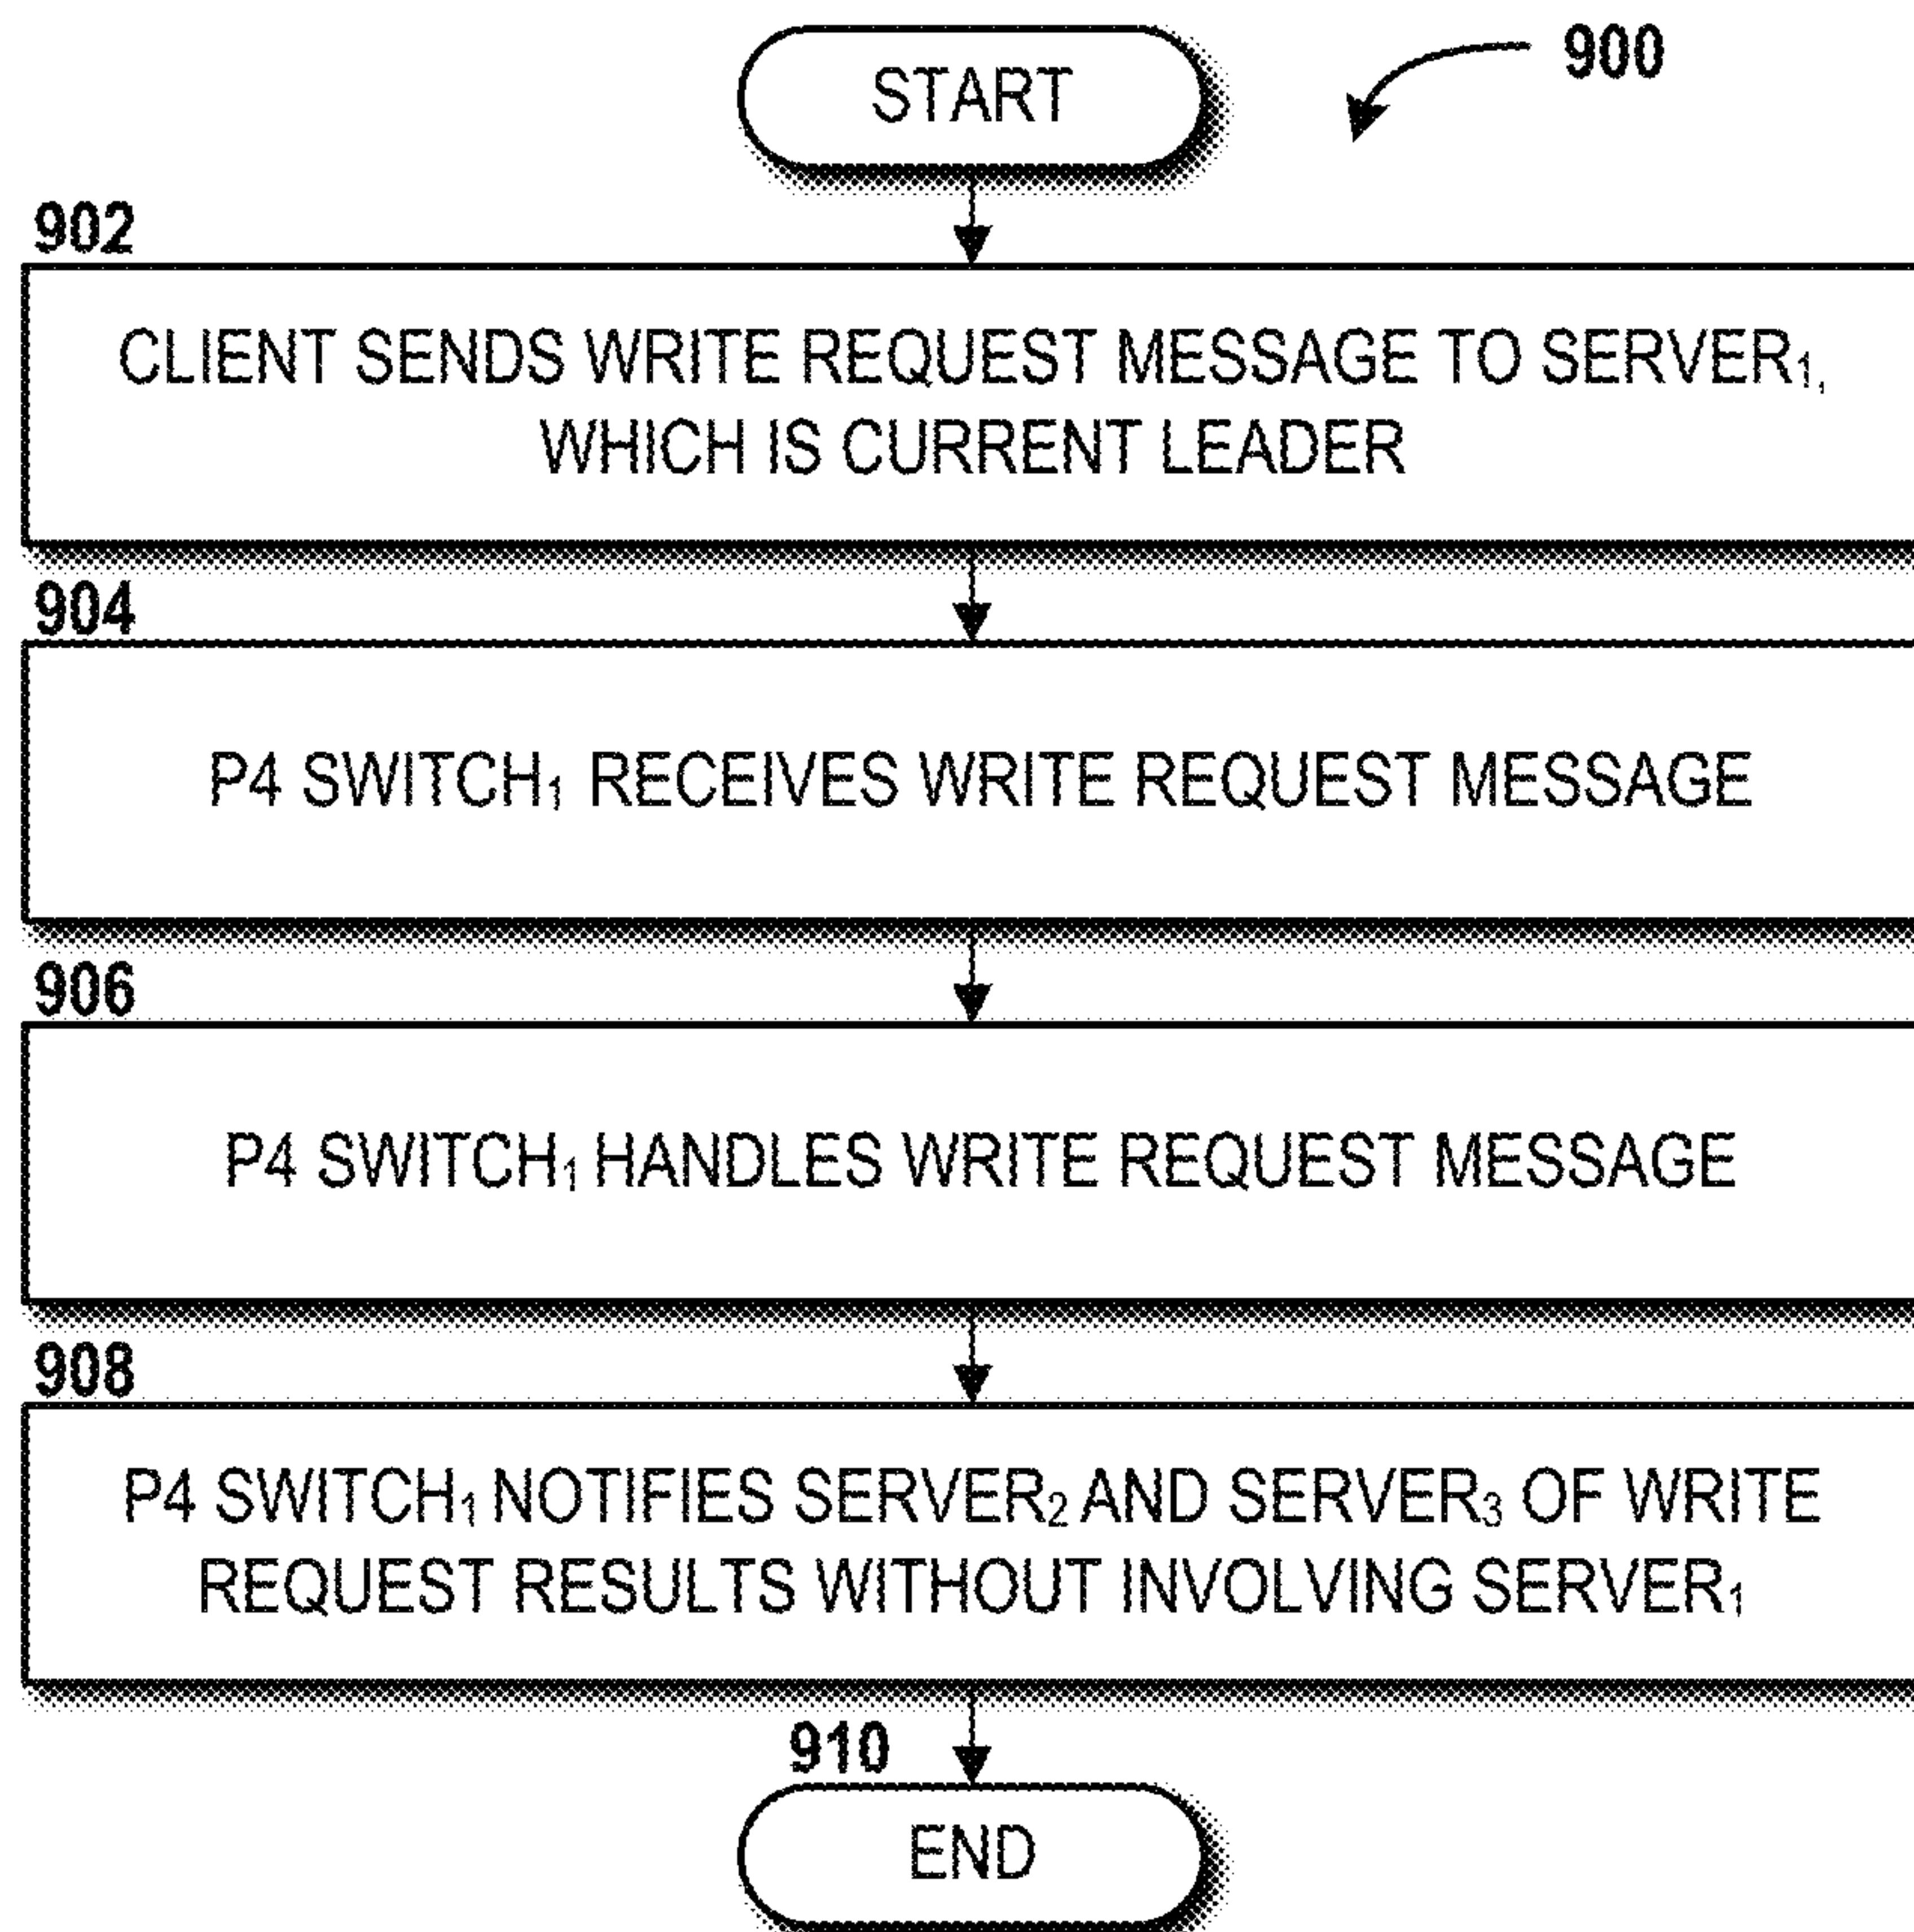 START
900
902
CLIENT SENDS WRITE REQUEST MESSAGE TO SERVER₁,
WHICH IS CURRENT LEADER
904
P4 SWITCH₁ RECEIVES WRITE REQUEST MESSAGE
906
P4 SWITCH₁ HANDLES WRITE REQUEST MESSAGE
908
P4 SWITCH₁ NOTIFIES SERVER₂ AND SERVER₃ OF WRITE
REQUEST RESULTS WITHOUT INVOLVING SERVER₁
910
END